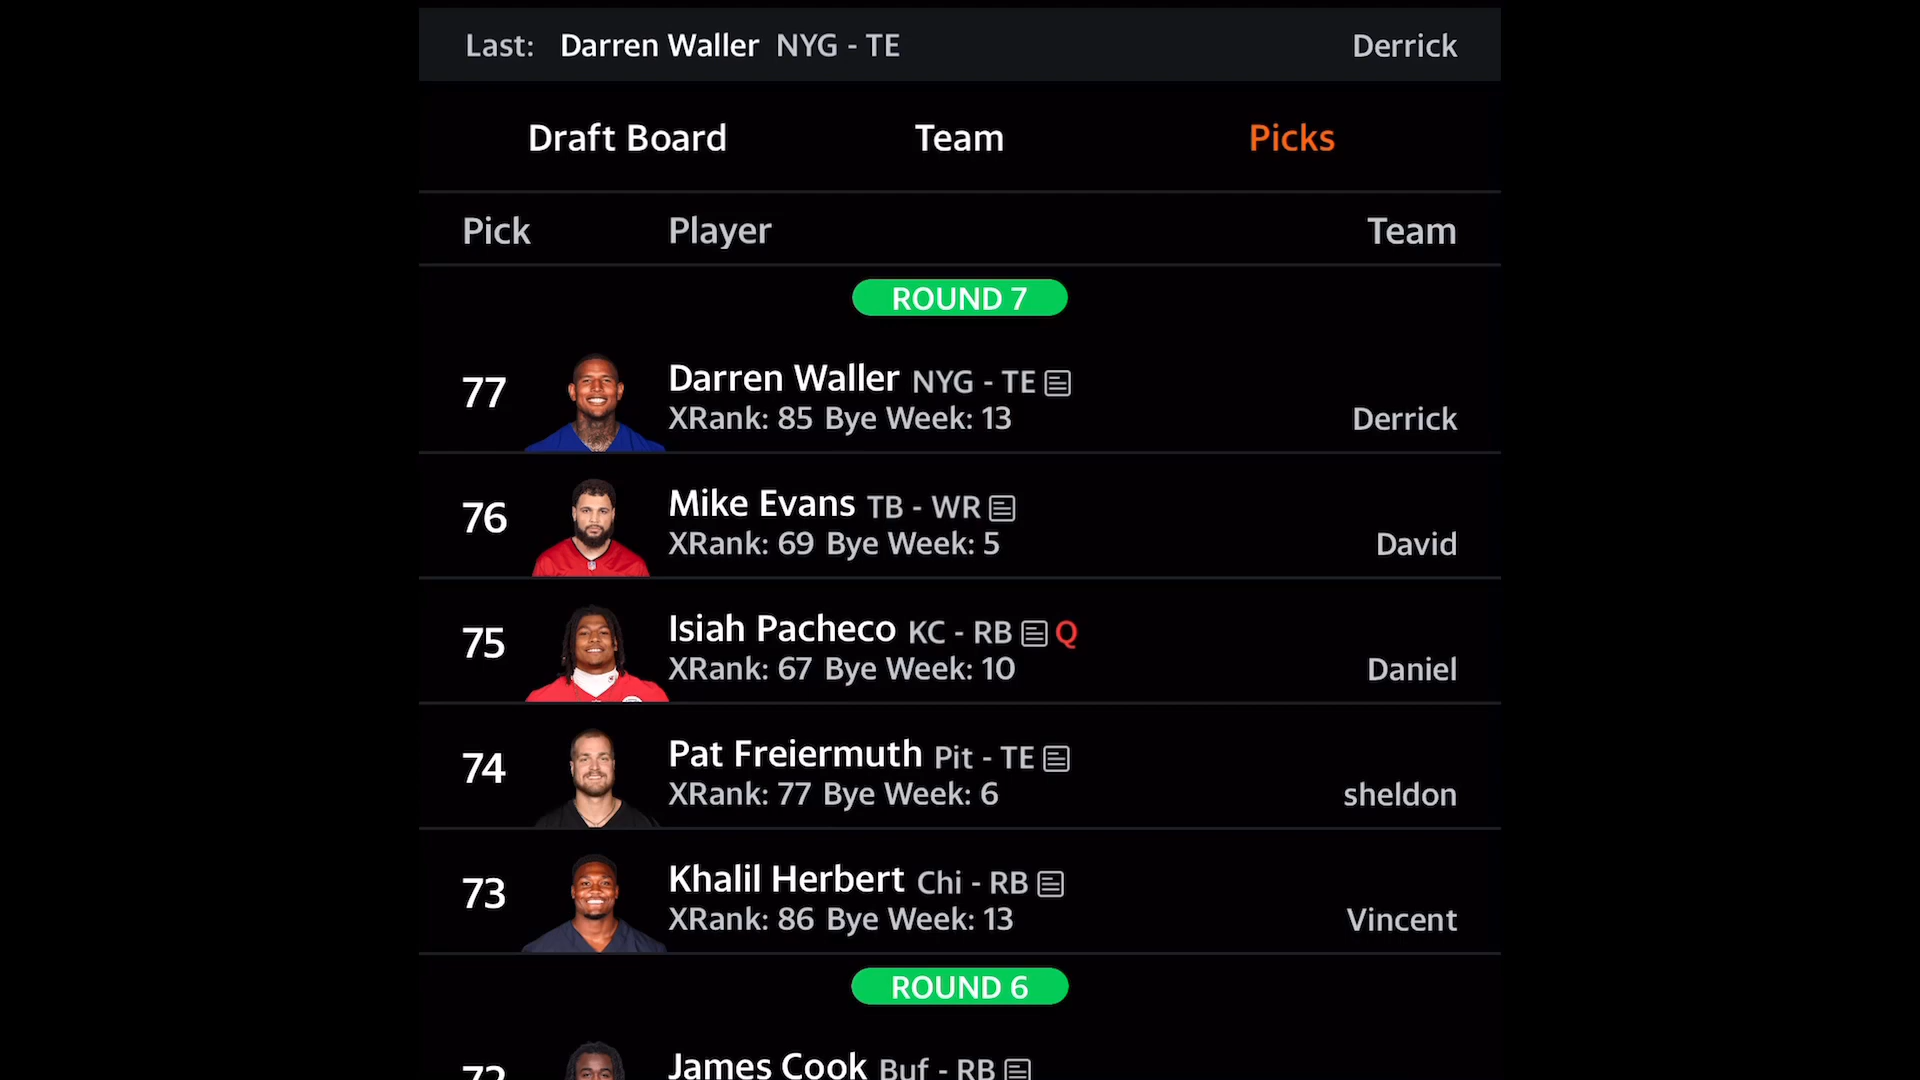 Last: Darren Waller NYG - TE Derrick
Draft Board Team Picks
Pick Player Team
ROUND 7
77 Darren Waller NYG - TE
XRank: 85 Bye Week: 13 Derrick
76 Mike Evans TB - WR
XRank: 69 Bye Week: 5 David
75 Isiah Pacheco KC - RB Q
XRank: 67 Bye Week: 10 Daniel
74 Pat Freiermuth Pit - TE
XRank: 77 Bye Week: 6 sheldon
73 Khalil Herbert Chi - RB
XRank: 86 Bye Week: 13 Vincent
ROUND 6
72 James Cook Buf - RB